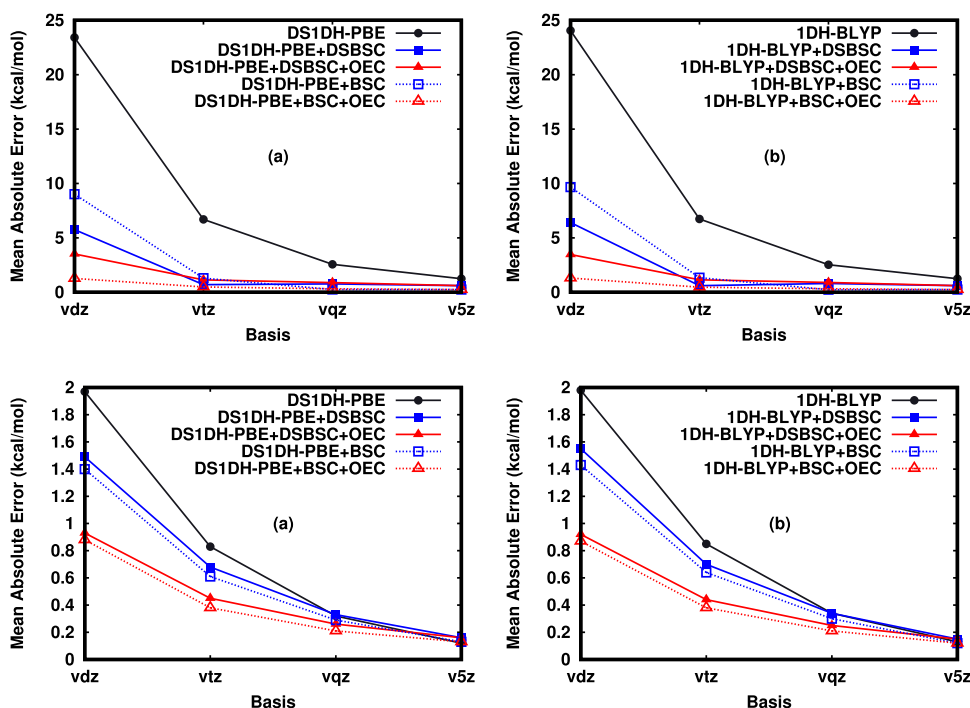 25
20
15
10
5
0
Mean Absolute Error (kcal/mol)
DS1DH-PBE
DS1DH-PBE+DSBSC
DS1DH-PBE+DSBSC+OEC
DS1DH-PBE+BSC
DS1DH-PBE+BSC+OEC
(a)
vdz vtz vqz v5z
Basis
25
20
15
10
5
0
Mean Absolute Error (kcal/mol)
1DH-BLYP
1DH-BLYP+DSBSC
1DH-BLYP+DSBSC+OEC
1DH-BLYP+BSC
1DH-BLYP+BSC+OEC
(b)
vdz vtz vqz v5z
Basis
2
1.8
1.6
1.4
1.2
1
0.8
0.6
0.4
0.2
0
Mean Absolute Error (kcal/mol)
DS1DH-PBE
DS1DH-PBE+DSBSC
DS1DH-PBE+DSBSC+OEC
DS1DH-PBE+BSC
DS1DH-PBE+BSC+OEC
(a)
vdz vtz vqz v5z
Basis
2
1.8
1.6
1.4
1.2
1
0.8
0.6
0.4
0.2
0
Mean Absolute Error (kcal/mol)
1DH-BLYP
1DH-BLYP+DSBSC
1DH-BLYP+DSBSC+OEC
1DH-BLYP+BSC
1DH-BLYP+BSC+OEC
(b)
vdz vtz vqz v5z
Basis